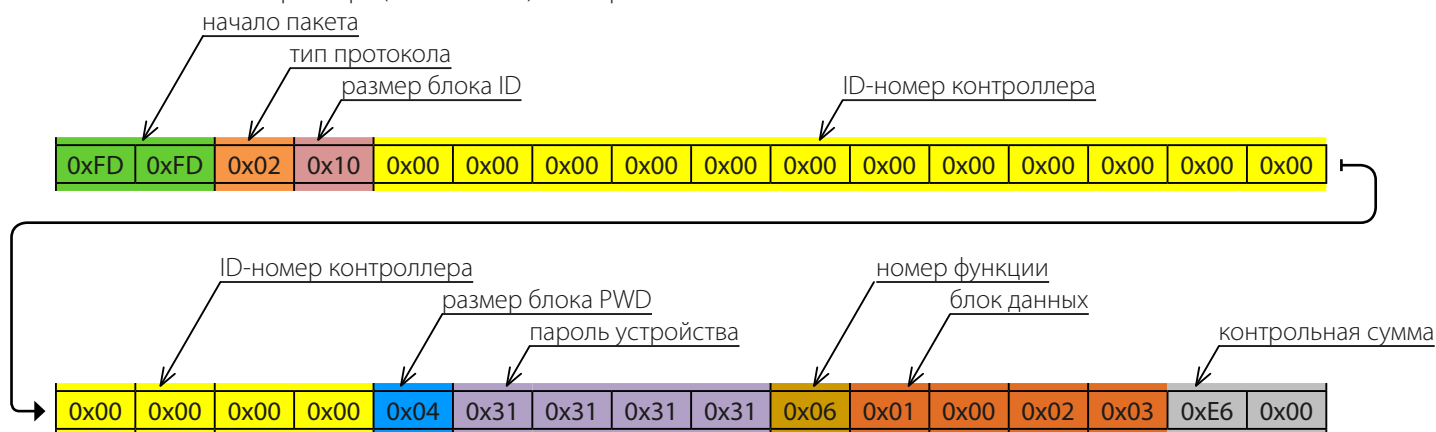 начало пакета
тип протокола
размер блока ID
ID-номер контроллера
0xFD 0xFD 0x02 0x10 0x00 0x00 0x00 0x00 0x00 0x00 0x00 0x00 0x00 0x00 0x00 0x00
ID-номер контроллера
номер функции
размер блока PWD
блок данных
пароль устройства
контрольная сумма
0x00 0x00 0x00 0x00 0x04 0x31 0x31 0x31 0x31 0x06 0x01 0x00 0x02 0x03 0xE6 0x00